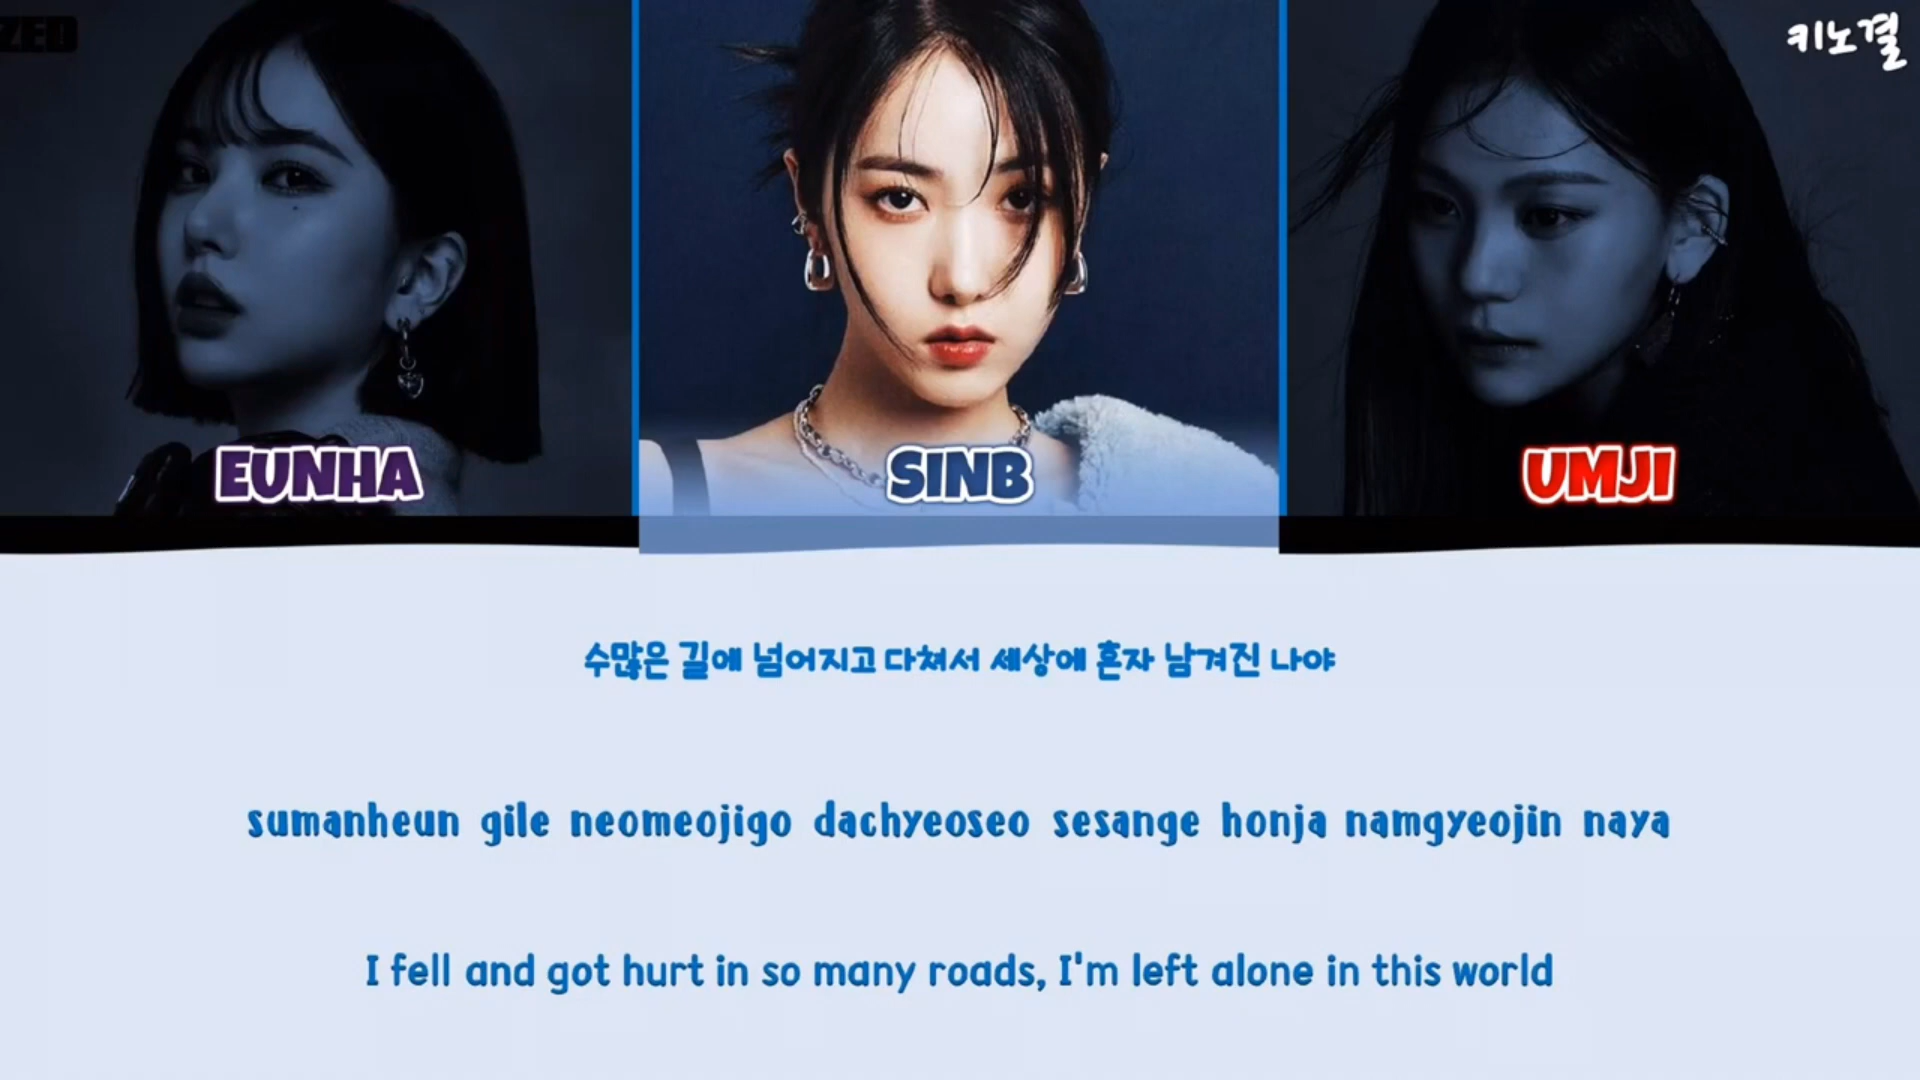 키노결
EUNHA
SINB
UMJI
수많은 길에 넘어지고 다쳐서 세상에 혼자 남겨진 나야
sumanheun gile neomeojigo dachyeoseo sesange honja namgyeojin naya
I fell and got hurt in so many roads, I'm left alone in this world